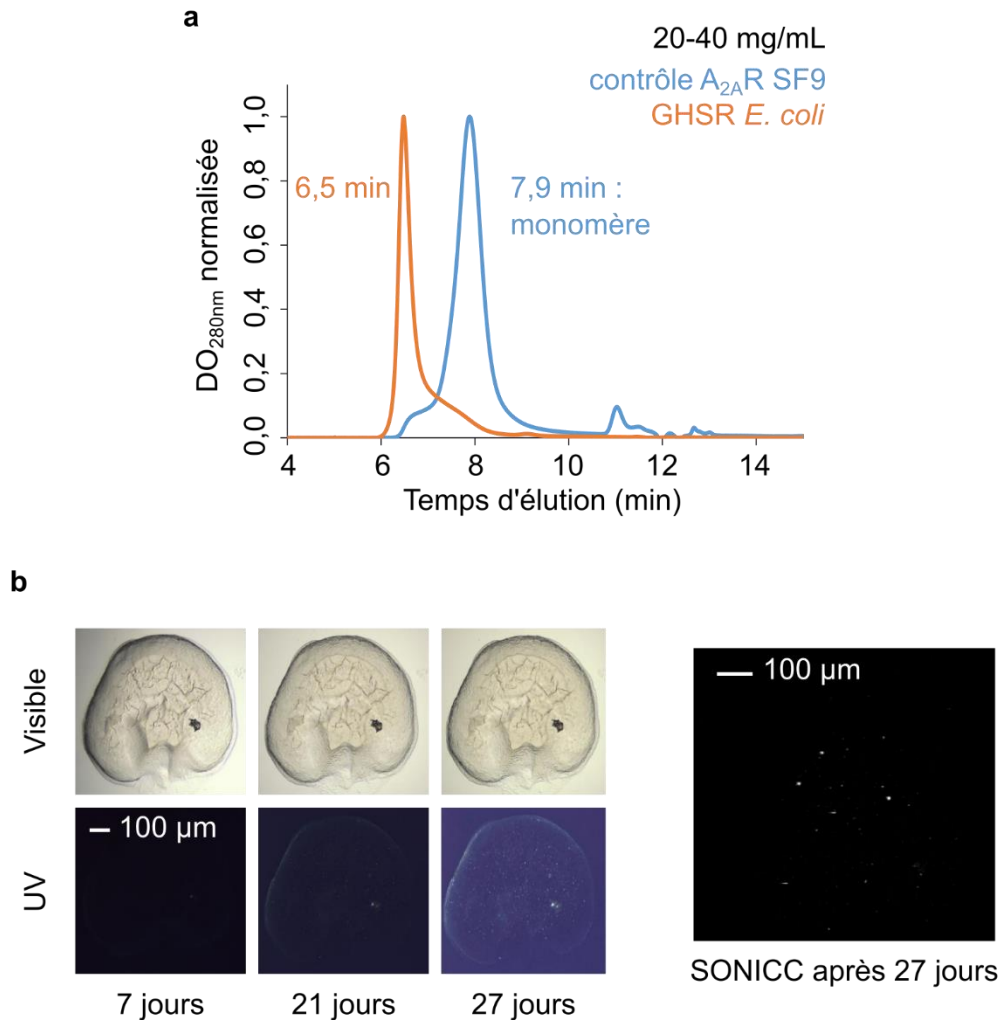 a
20-40 mg/mL
contrôle A2AR SF9
GHSR E. coli
DO280nm normalisée
0,0
0,2
0,4
0,6
0,8
1,0
6,5 min
7,9 min :
monomère
4
6
8
10
12
14
Temps d'élution (min)
b
Visible
UV
100 µm
7 jours
21 jours
27 jours
100 µm
SONICC après 27 jours